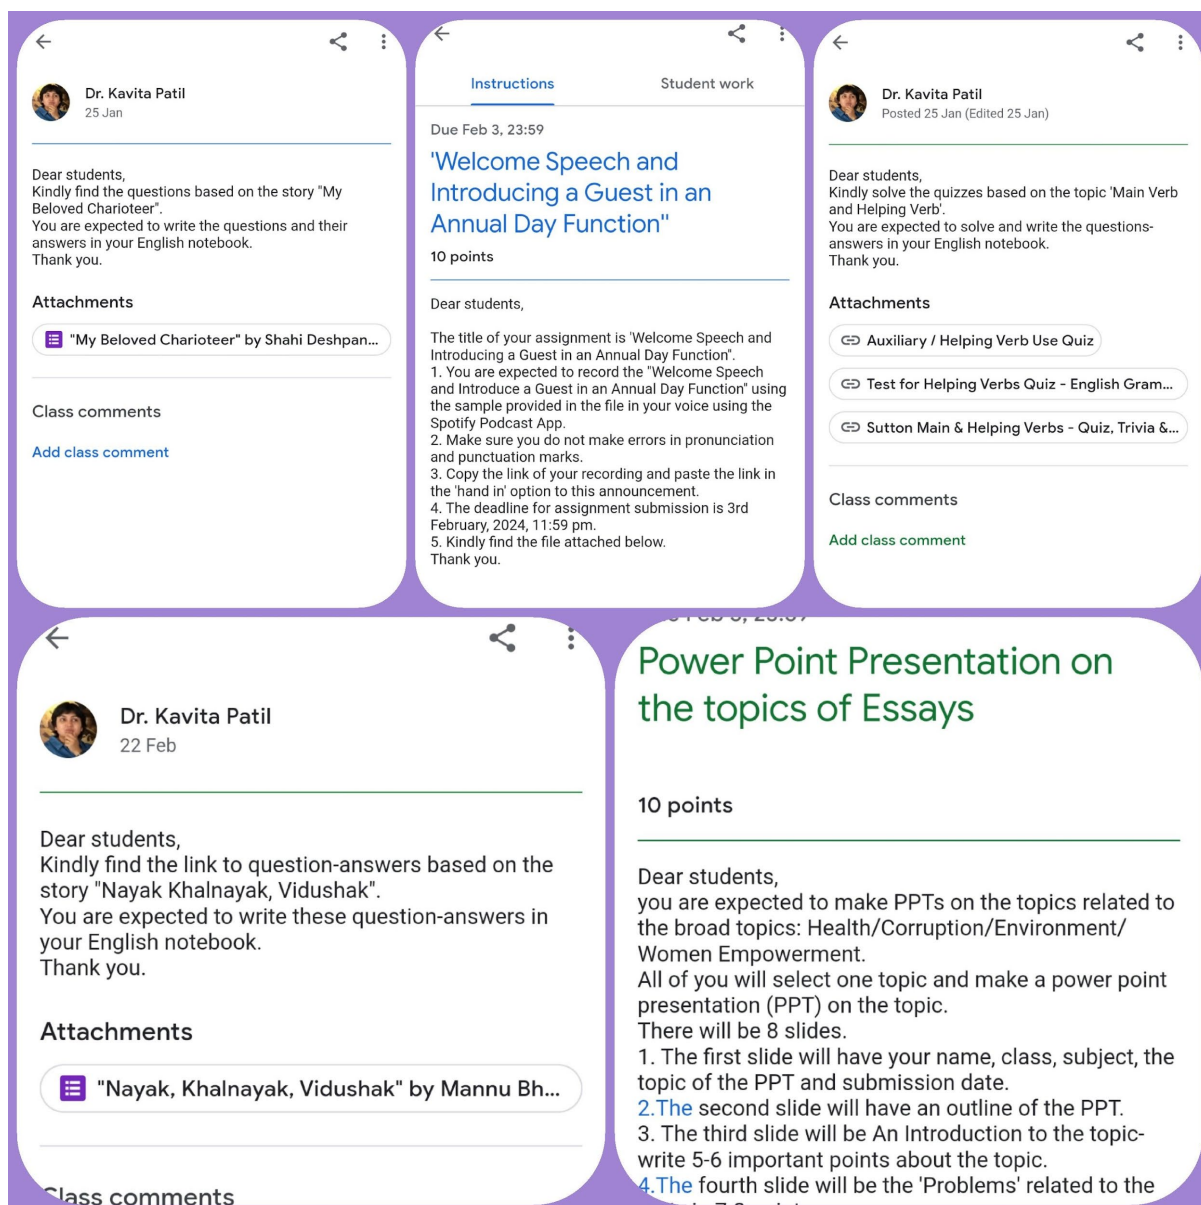 Dr. Kavita Patil
25 Jan
Dear students,
Kindly find the questions based on the story "My
Beloved Charioteer".
You are expected to write the questions and their
answers in your English notebook.
Thank you.
Attachments
"My Beloved Charioteer" by Shahi Deshpan...
Class comments
Add class comment
Instructions
Student work
Due Feb 3, 23:59
'Welcome Speech and
Introducing a Guest in an
Annual Day Function"
10 points
Dear students,
The title of your assignment is 'Welcome Speech and
Introducing a Guest in an Annual Day Function".
1. You are expected to record the "Welcome Speech
and Introduce a Guest in an Annual Day Function" using
the sample provided in the file in your voice using the
Spotify Podcast App.
2. Make sure you do not make errors in pronunciation
and punctuation marks.
3. Copy the link of your recording and paste the link in
the 'hand in' option to this announcement.
4. The deadline for assignment submission is 3rd
February, 2024, 11:59 pm.
5. Kindly find the file attached below.
Thank you.
Dr. Kavita Patil
Posted 25 Jan (Edited 25 Jan)
Dear students,
Kindly solve the quizzes based on the topic 'Main Verb
and Helping Verb'.
You are expected to solve and write the questions-
answers in your English notebook.
Thank you.
Attachments
Auxiliary / Helping Verb Use Quiz
Test for Helping Verbs Quiz - English Gram...
Sutton Main & Helping Verbs - Quiz, Trivia &...
Class comments
Add class comment
Dr. Kavita Patil
22 Feb
Dear students,
Kindly find the link to question-answers based on the
story "Nayak Khalnayak, Vidushak".
You are expected to write these question-answers in
your English notebook.
Thank you.
Attachments
"Nayak, Khalnayak, Vidushak" by Mannu Bh...
Class comments
Power Point Presentation on
the topics of Essays
10 points
Dear students,
you are expected to make PPTs on the topics related to
the broad topics: Health/Corruption/Environment/
Women Empowerment.
All of you will select one topic and make a power point
presentation (PPT) on the topic.
There will be 8 slides.
1. The first slide will have your name, class, subject, the
topic of the PPT and submission date.
2.The second slide will have an outline of the PPT.
3. The third slide will be An Introduction to the topic-
write 5-6 important points about the topic.
4.The fourth slide will be the 'Problems' related to the